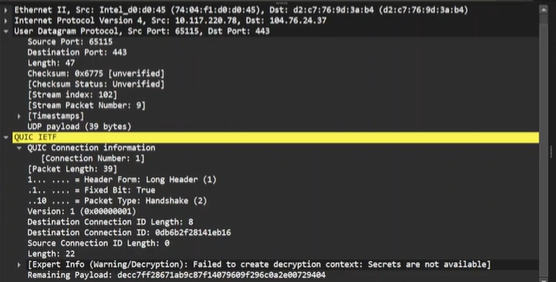 Ethernet II, Src: Intel_d0:d0:45 (74:04:f1:d0:d0:45), Dst: d2:c7:76:9d:3a:b4 (d2:c7:76:9d:3a:b4)
Internet Protocol Version 4, Src: 10.117.220.78, Dst: 104.76.24.37
User Datagram Protocol, Src Port: 65115, Dst Port: 443
Source Port: 65115
Destination Port: 443
Length: 47
Checksum: 0x6775 [unverified]
[Checksum Status: Unverified]
[Stream index: 102]
[Stream Packet Number: 9]
[Timestamps]
UDP payload (39 bytes)
QUIC IETF
QUIC Connection information
[Connection Number: 1]
[Packet Length: 39]
1... .... = Header Form: Long Header (1)
.1.. .... = Fixed Bit: True
..10 .... = Packet Type: Handshake (2)
Version: 1 (0x00000001)
Destination Connection ID Length: 8
Destination Connection ID: 0db6b2f28141eb16
Source Connection ID Length: 0
Length: 22
[Expert Info (Warning/Decryption): Failed to create decryption context: Secrets are not available]
Remaining Payload: decc7ff28671ab9c87f14079609f296c0a2e00729404